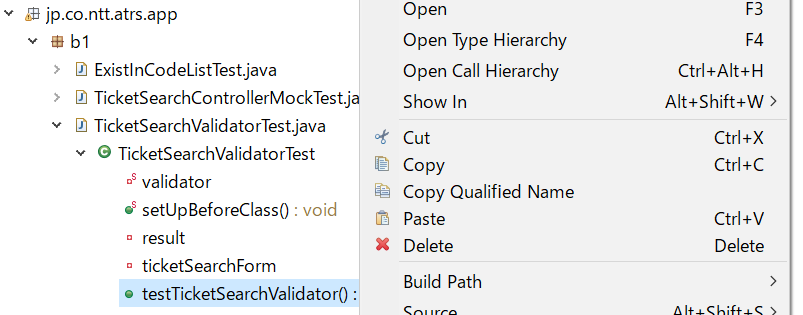 jp.co.ntt.atrs.app
b1
ExistInCodeListTest.java
TicketSearchControllerMockTest.ja
TicketSearchValidatorTest.java
TicketSearchValidatorTest
validator
setUpBeforeClass() : void
result
ticketSearchForm
testTicketSearchValidator() :
Open F3
Open Type Hierarchy F4
Open Call Hierarchy Ctrl+Alt+H
Show In Alt+Shift+W
Cut Ctrl+X
Copy Ctrl+C
Copy Qualified Name
Paste Ctrl+V
Delete Delete
Build Path
Source Alt+Shift+S